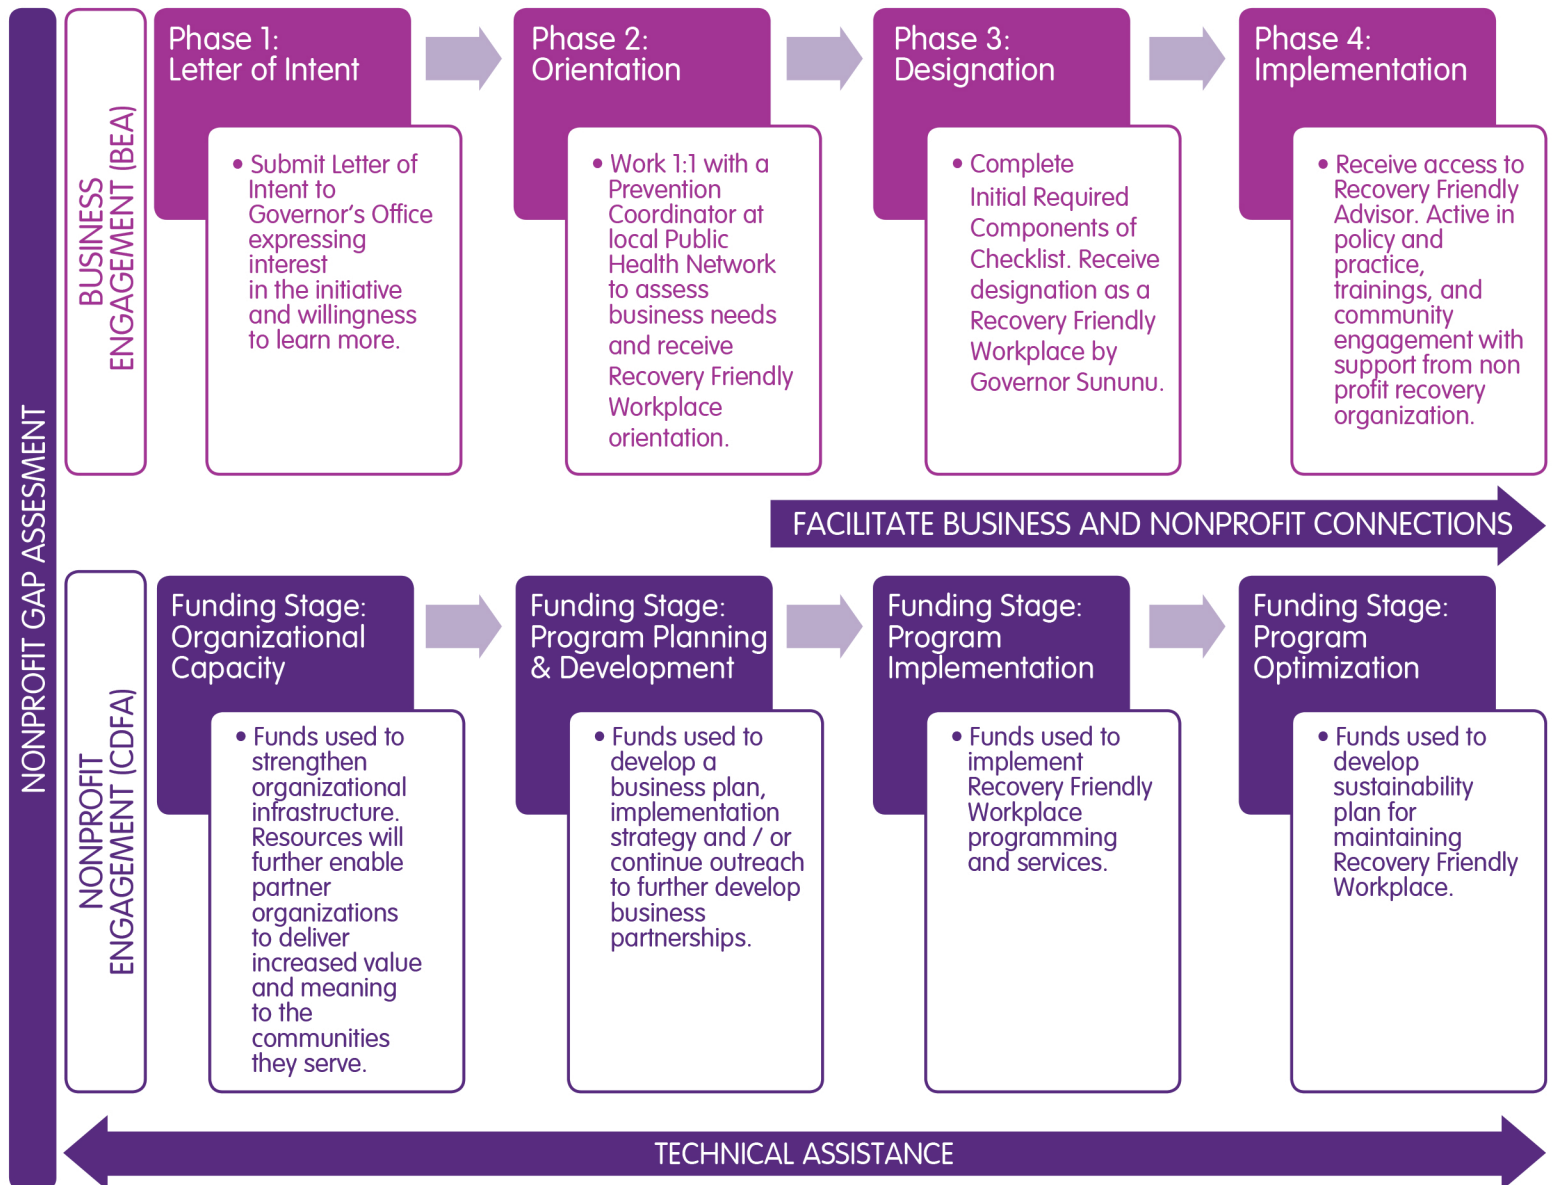 NONPROFIT GAP ASSESSMENT
BUSINESS
ENGAGEMENT (BEA)
Phase 1:
Letter of Intent
• Submit Letter of
Intent to
Governor's Office
expressing
interest
in the initiative
and willingness
to learn more.
Phase 2:
Orientation
• Work 1:1 with a
Prevention
Coordinator at
local Public
Health Network
to assess
business needs
and receive
Recovery Friendly
Workplace
orientation.
Phase 3:
Designation
• Complete
Initial Required
Components of
Checklist. Receive
designation as a
Recovery Friendly
Workplace by
Governor Sununu.
Phase 4:
Implementation
• Receive access to
Recovery Friendly
Advisor. Active in
policy and
practice,
trainings, and
community
engagement with
support from non
profit recovery
organization.
FACILITATE BUSINESS AND NONPROFIT CONNECTIONS
NONPROFIT
ENGAGEMENT (CDFA)
Funding Stage:
Organizational
Capacity
• Funds used to
strengthen
organizational
infrastructure.
Resources will
further enable
partner
organizations
to deliver
increased value
and meaning
to the
communities
they serve.
Funding Stage:
Program Planning
& Development
• Funds used to
develop a
business plan,
implementation
strategy and / or
continue outreach
to further develop
business
partnerships.
Funding Stage:
Program
Implementation
• Funds used to
implement
Recovery Friendly
Workplace
programming
and services.
Funding Stage:
Program
Optimization
• Funds used to
develop
sustainability
plan for
maintaining
Recovery Friendly
Workplace.
TECHNICAL ASSISTANCE